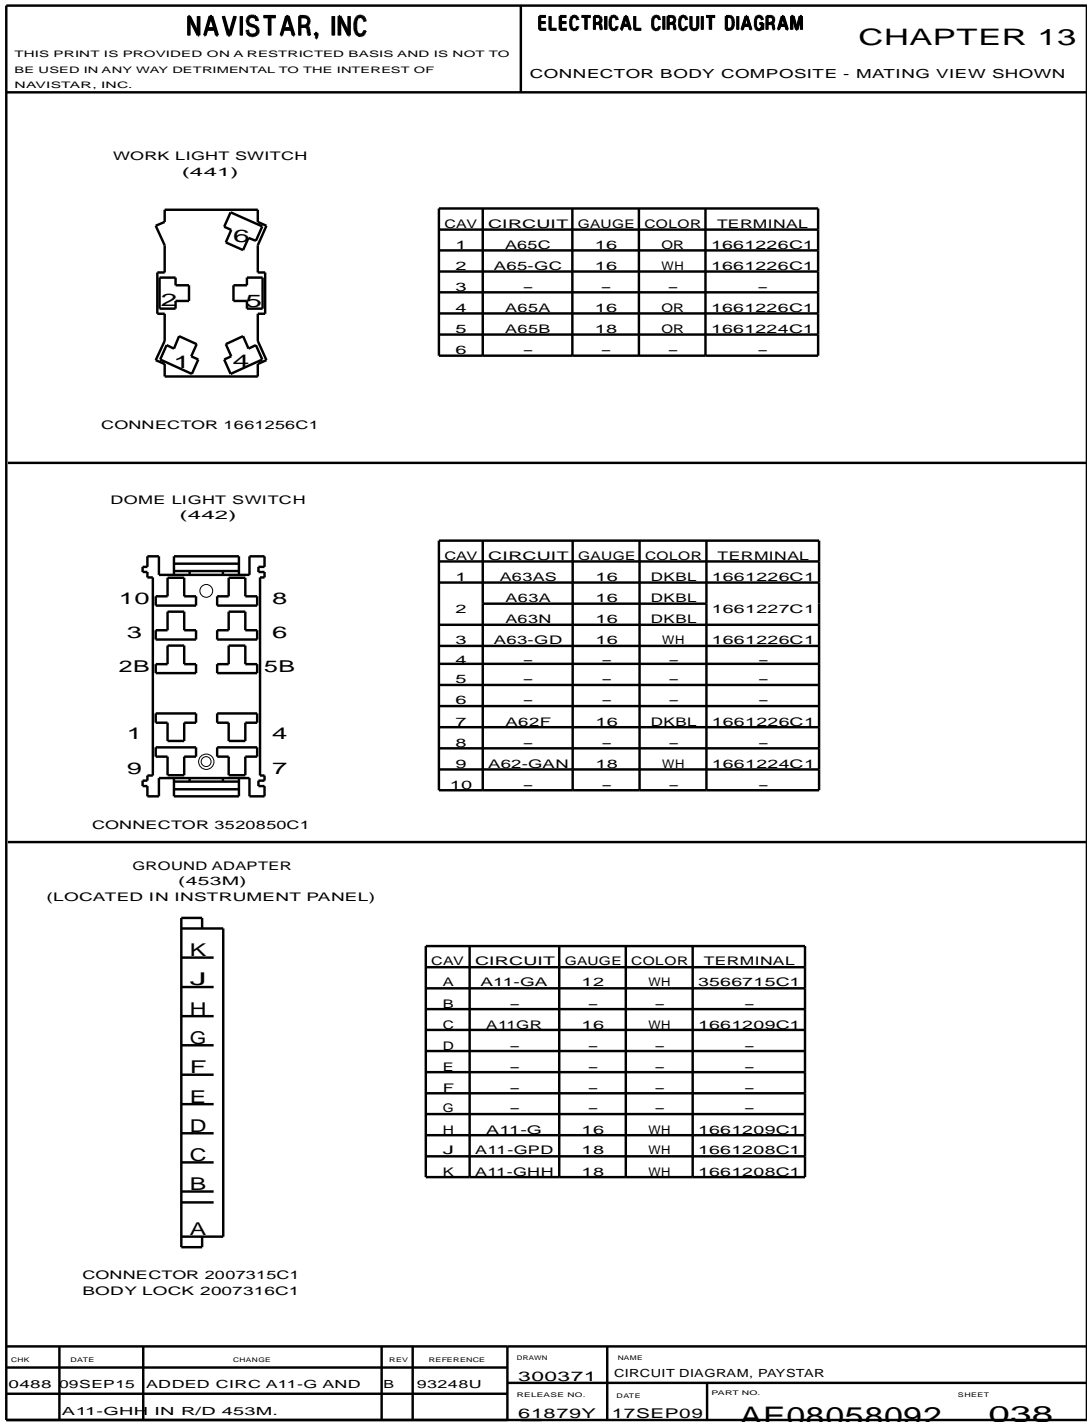 NAVISTAR, INC
THIS PRINT IS PROVIDED ON A RESTRICTED BASIS AND IS NOT TO
BE USED IN ANY WAY DETRIMENTAL TO THE INTEREST OF
NAVISTAR, INC.
ELECTRICAL CIRCUIT DIAGRAM
CHAPTER 13
CONNECTOR BODY COMPOSITE - MATING VIEW SHOWN
WORK LIGHT SWITCH
(441)
6
2 5
1 4
CONNECTOR 1661256C1
CAV CIRCUIT GAUGE COLOR TERMINAL
1 A65C 16 OR 1661226C1
2 A65-GC 16 WH 1661226C1
3 – – – –
4 A65A 16 OR 1661226C1
5 A65B 18 OR 1661224C1
6 – – – –
DOME LIGHT SWITCH
(442)
10 8
3 6
2B 5B
1 4
9 7
CONNECTOR 3520850C1
CAV CIRCUIT GAUGE COLOR TERMINAL
1 A63AS 16 DKBL 1661226C1
2 A63A 16 DKBL 1661227C1
A63N 16 DKBL
3 A63-GD 16 WH 1661226C1
4 – – – –
5 – – – –
6 – – – –
7 A62F 16 DKBL 1661226C1
8 – – – –
9 A62-GAN 18 WH 1661224C1
10 – – – –
GROUND ADAPTER
(453M)
(LOCATED IN INSTRUMENT PANEL)
K
J
H
G
F
E
D
C
B
A
CONNECTOR 2007315C1
BODY LOCK 2007316C1
CAV CIRCUIT GAUGE COLOR TERMINAL
A A11-GA 12 WH 3566715C1
B – – – –
C A11GR 16 WH 1661209C1
D – – – –
E – – – –
F – – – –
G – – – –
H A11-G 16 WH 1661209C1
J A11-GPD 18 WH 1661208C1
K A11-GHH 18 WH 1661208C1
CHK DATE CHANGE REV REFERENCE
0488 09SEP15 ADDED CIRC A11-G AND B 93248U
A11-GHH IN R/D 453M.
DRAWN
300371
NAME
CIRCUIT DIAGRAM, PAYSTAR
RELEASE NO.
61879Y
DATE
17SEP09
PART NO.
AF08058092
SHEET
038